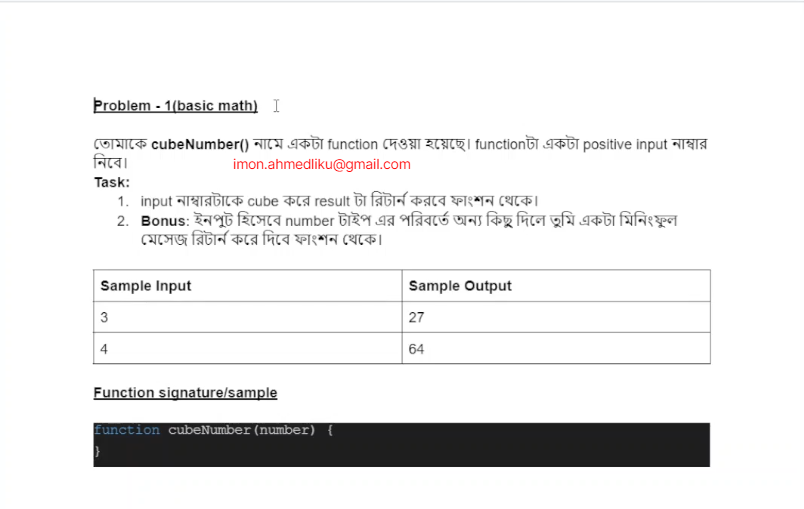 Problem - 1(basic math)
তোমাকে cubeNumber() নামে একটা function দেওয়া হয়েছে। functionটা একটা positive input নাম্বার
নিবে।
imon.ahmedliku@gmail.com
Task:
1. input নাম্বারটাকে cube করে result টা রিটার্ন করবে ফাংশন থেকে।
2. Bonus: ইনপুট হিসেবে number টাইপ এর পরিবর্তে অন্য কিছু দিলে তুমি একটা মিনিংফুল
মেসেজ রিটার্ন করে দিবে ফাংশন থেকে।
Sample Input Sample Output
3 27
4 64
Function signature/sample
function cubeNumber(number) {
}